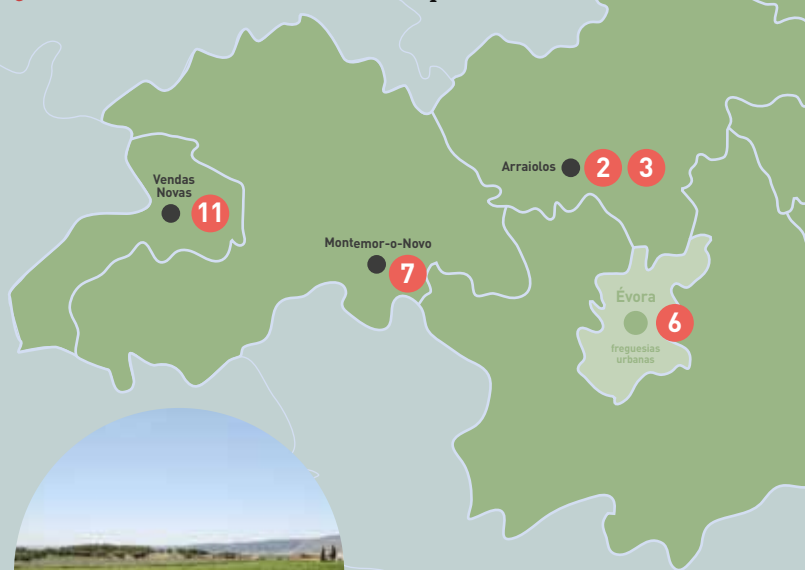 Arraiolos
2
3
Vendas
Novas
11
Montemor-o-Novo
7
Évora
6
freguesias
urbanas